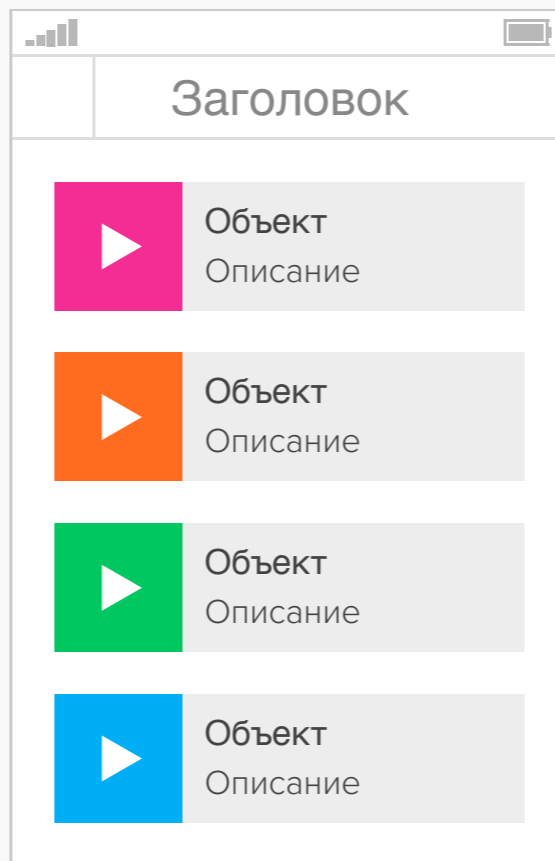 Заголовок
Объект
Описание
Объект
Описание
Объект
Описание
Объект
Описание